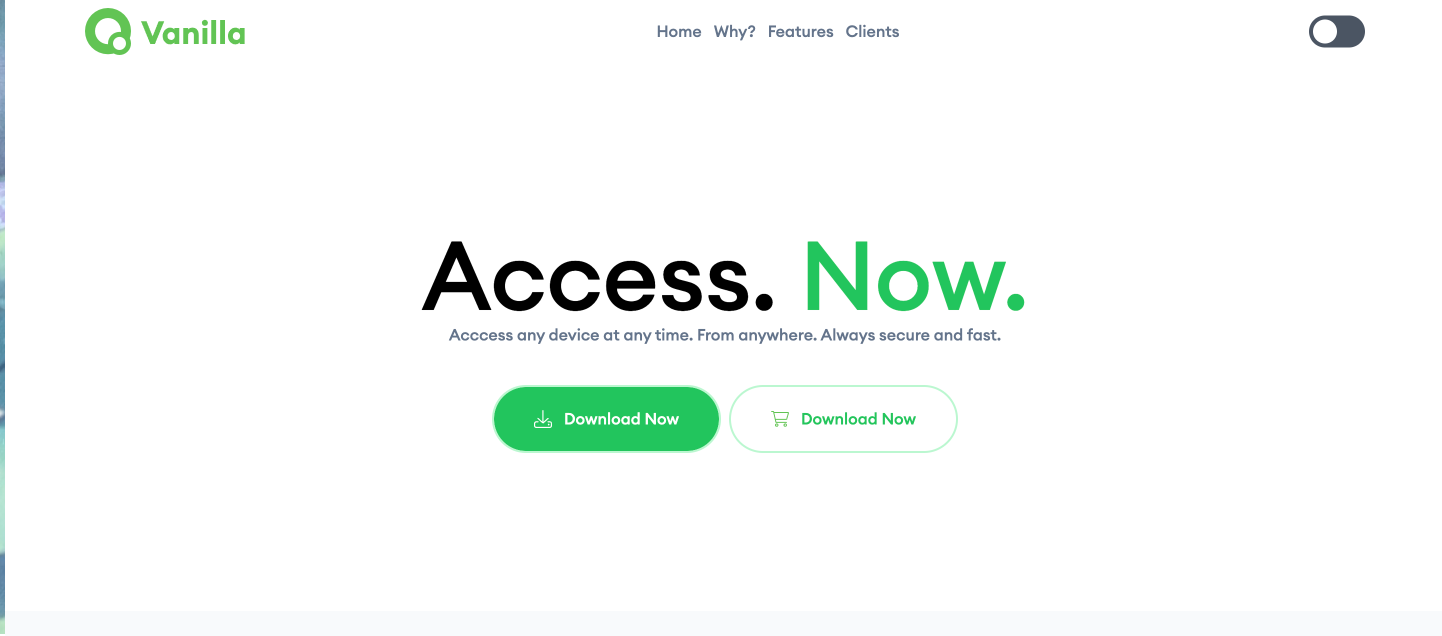 Vanilla
Home Why? Features Clients
Access. Now.
Acccess any device at any time. From anywhere. Always secure and fast.
Download Now Download Now